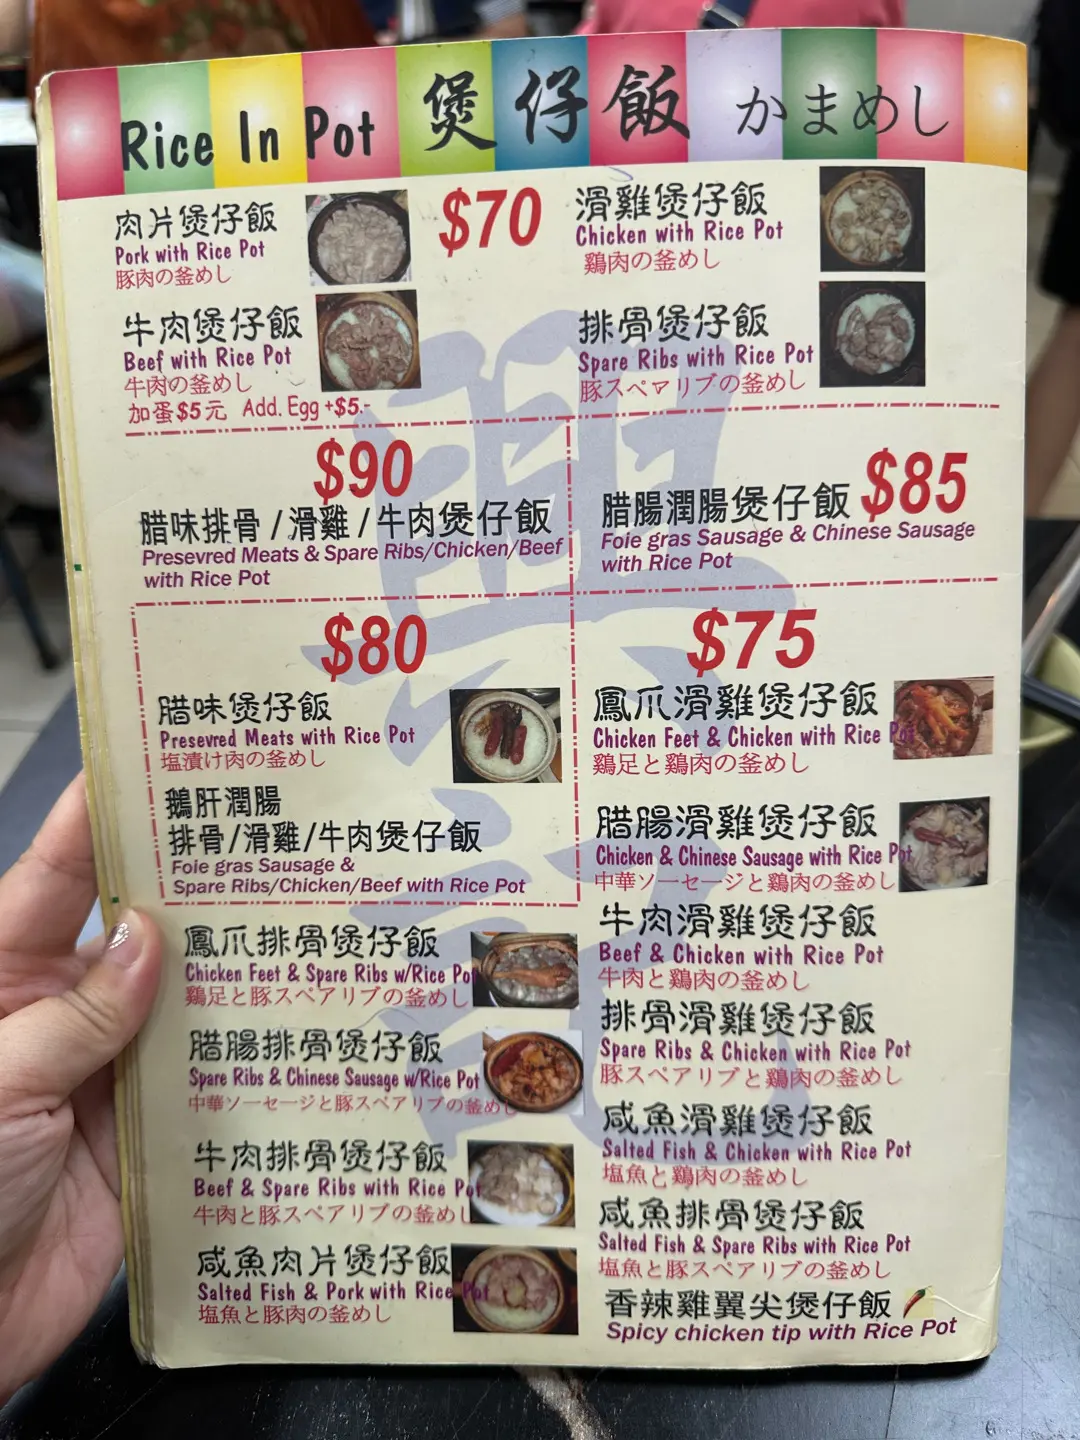 Rice In Pot 煲仔飯 かまめし
肉片煲仔飯
Pork with Rice Pot
豚肉の釜めし
$70
滑雞煲仔飯
Chicken with Rice Pot
鶏肉の釜めし
牛肉煲仔飯
Beef with Rice Pot
牛肉の釜めし
加蛋$5元 Add. Egg +$5.-
排骨煲仔飯
Spare Ribs with Rice Pot
豚スペアリブの釜めし
$90
腊味排骨/滑雞/牛肉煲仔飯
Presevred Meats & Spare Ribs/Chicken/Beef
with Rice Pot
$85
腊腸潤腸煲仔飯
Foie gras Sausage & Chinese Sausage
with Rice Pot
$80
腊味煲仔飯
Presevred Meats with Rice Pot
塩漬け肉の釜めし
鵝肝潤腸
排骨/滑雞/牛肉煲仔飯
Foie gras Sausage &
Spare Ribs/Chicken/Beef with Rice Pot
鳳爪排骨煲仔飯
Chicken Feet & Spare Ribs w/Rice Pot
鶏足と豚スペアリブの釜めし
腊腸排骨煲仔飯
Spare Ribs & Chinese Sausage w/Rice Pot
中華ソーセージと豚スペアリブの釜めし
牛肉排骨煲仔飯
Beef & Spare Ribs with Rice Pot
牛肉と豚スペアリブの釜めし
咸魚肉片煲仔飯
Salted Fish & Pork with Rice Pot
塩魚と豚肉の釜めし
$75
鳳爪滑雞煲仔飯
Chicken Feet & Chicken with Rice Pot
鶏足と鶏肉の釜めし
腊腸滑雞煲仔飯
Chicken & Chinese Sausage with Rice Pot
中華ソーセージと鶏肉の釜めし
牛肉滑雞煲仔飯
Beef & Chicken with Rice Pot
牛肉と鶏肉の釜めし
排骨滑雞煲仔飯
Spare Ribs & Chicken with Rice Pot
豚スペアリブと鶏肉の釜めし
咸魚滑雞煲仔飯
Salted Fish & Chicken with Rice Pot
塩魚と鶏肉の釜めし
咸魚排骨煲仔飯
Salted Fish & Spare Ribs with Rice Pot
塩魚と豚スペアリブの釜めし
香辣雞翼尖煲仔飯
Spicy chicken tip with Rice Pot
興記